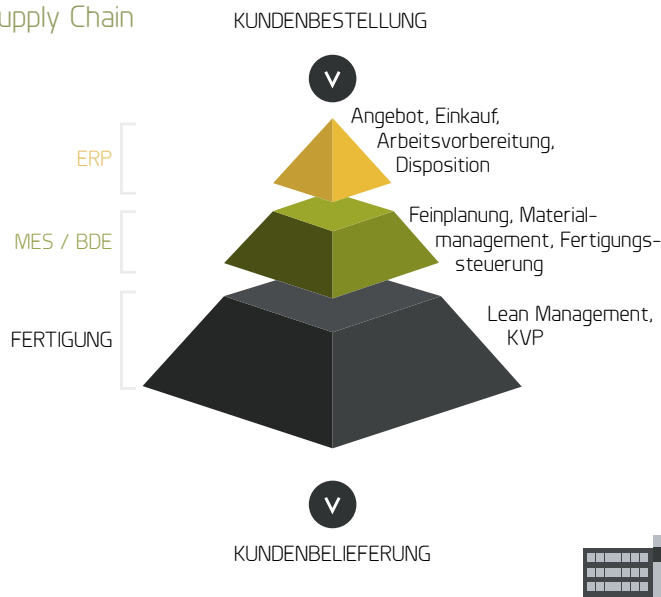 upply Chain
KUNDENBESTELLUNG
Angebot, Einkauf,
Arbeitsvorbereitung,
Disposition
ERP
Feinplanung, Material-
management, Fertigungs-
steuerung
MES / BDE
Lean Management,
KVP
FERTIGUNG
KUNDENBELIEFERUNG